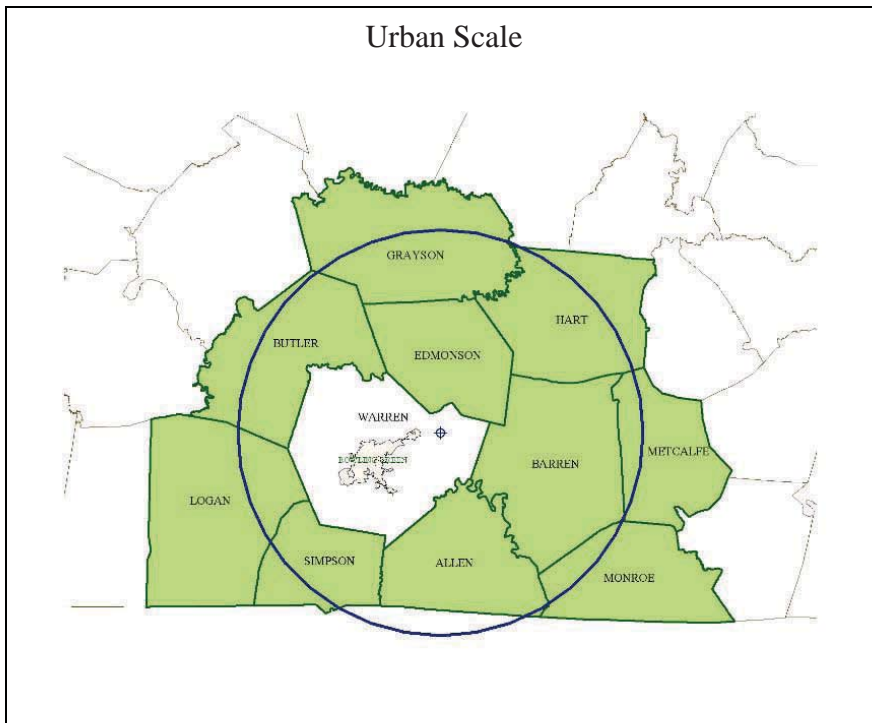 Urban Scale
GRAYSON
HART
BUTLER
EDMONSON
WARREN
BOWLING GREEN
METCALFE
BARREN
LOGAN
SIMPSON
ALLEN
MONROE